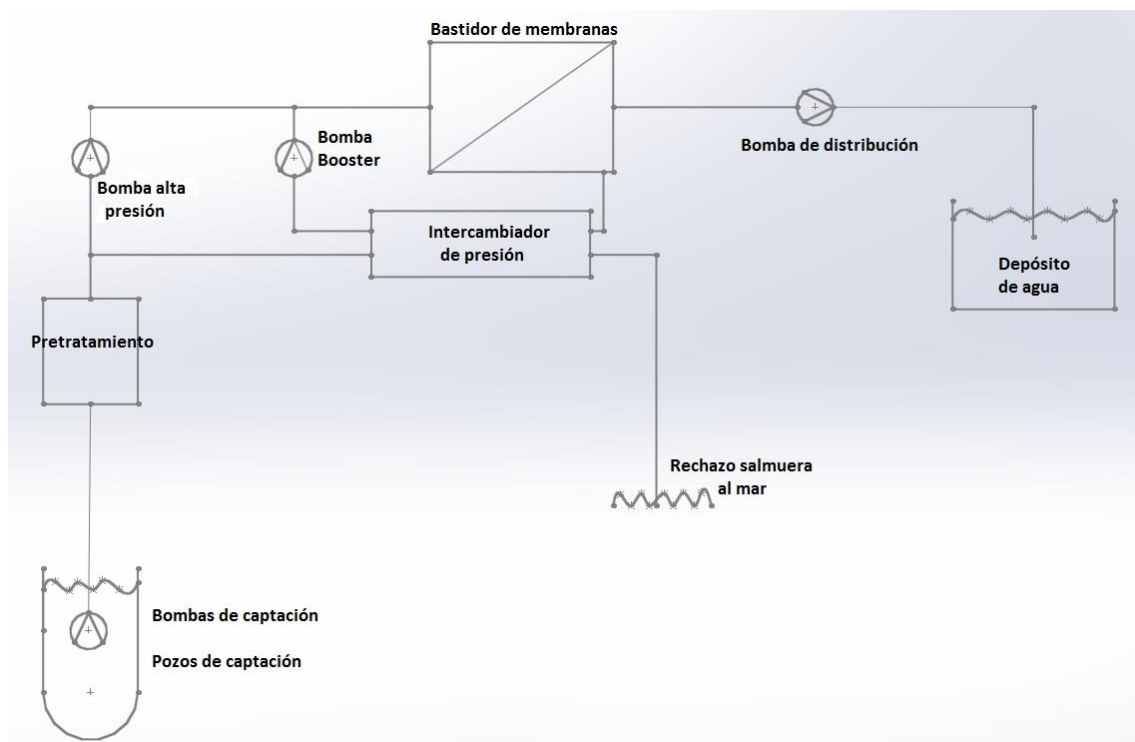 Bastidor de membranas
Bomba
Booster
Bomba de distribución
Bomba alta
presión
Intercambiador
de presión
Depósito
de agua
Pretratamiento
Rechazo salmuera
al mar
Bombas de captación
Pozos de captación